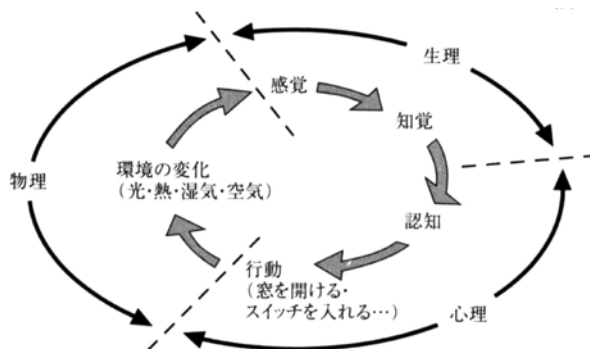 生理
感覚
知覚
環境の変化
(光・熱・湿気・空気)
物理
認知
行動
(窓を開ける・
スイッチを入れる…)
心理